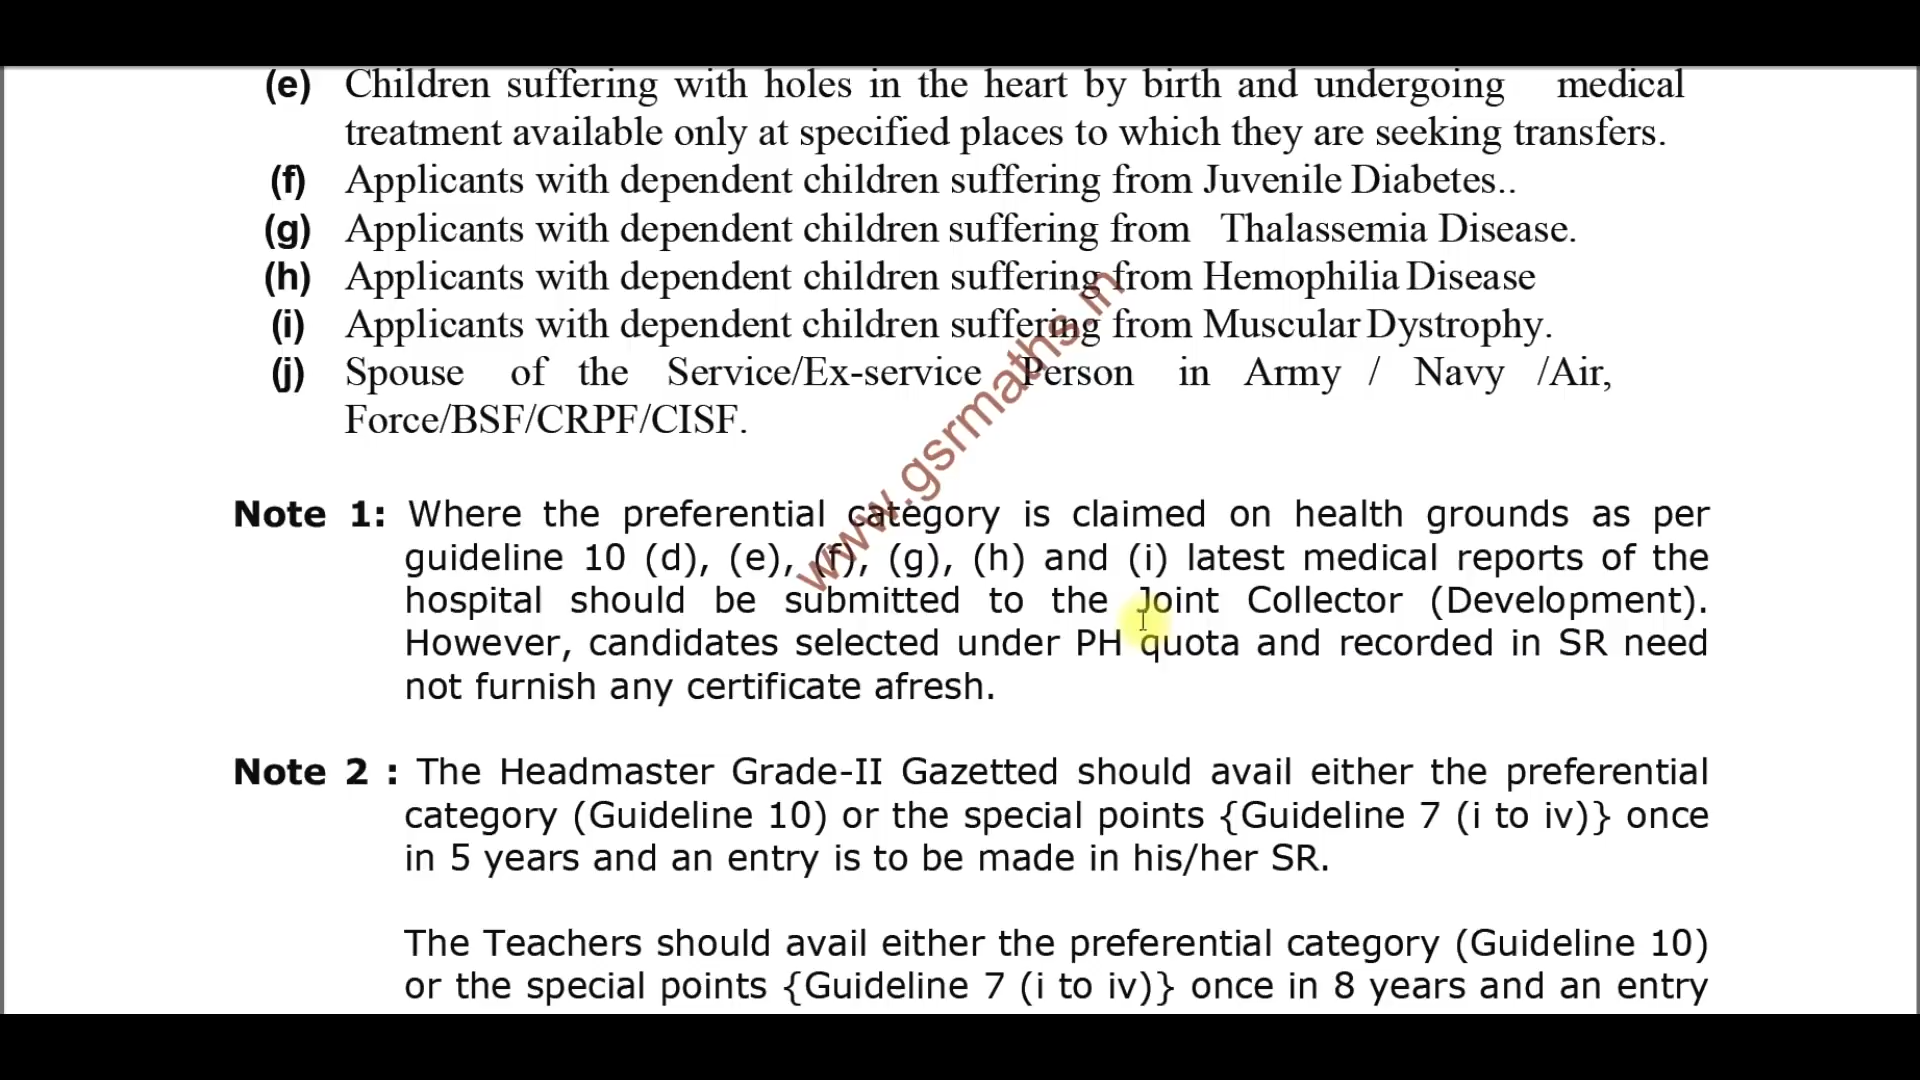 (e) Children suffering with holes in the heart by birth and undergoing medical
treatment available only at specified places to which they are seeking transfers.
(f) Applicants with dependent children suffering from Juvenile Diabetes..
(g) Applicants with dependent children suffering from Thalassemia Disease.
(h) Applicants with dependent children suffering from Hemophilia Disease
(i) Applicants with dependent children suffering from Muscular Dystrophy.
(j) Spouse of the Service/Ex-service Person in Army / Navy /Air,
Force/BSF/CRPF/CISF.
www.gsrmaths.in
Note 1: Where the preferential category is claimed on health grounds as per
guideline 10 (d), (e), (f), (g), (h) and (i) latest medical reports of the
hospital should be submitted to the Joint Collector (Development).
However, candidates selected under PH quota and recorded in SR need
not furnish any certificate afresh.
Note 2 : The Headmaster Grade-II Gazetted should avail either the preferential
category (Guideline 10) or the special points {Guideline 7 (i to iv)} once
in 5 years and an entry is to be made in his/her SR.
The Teachers should avail either the preferential category (Guideline 10)
or the special points {Guideline 7 (i to iv)} once in 8 years and an entry